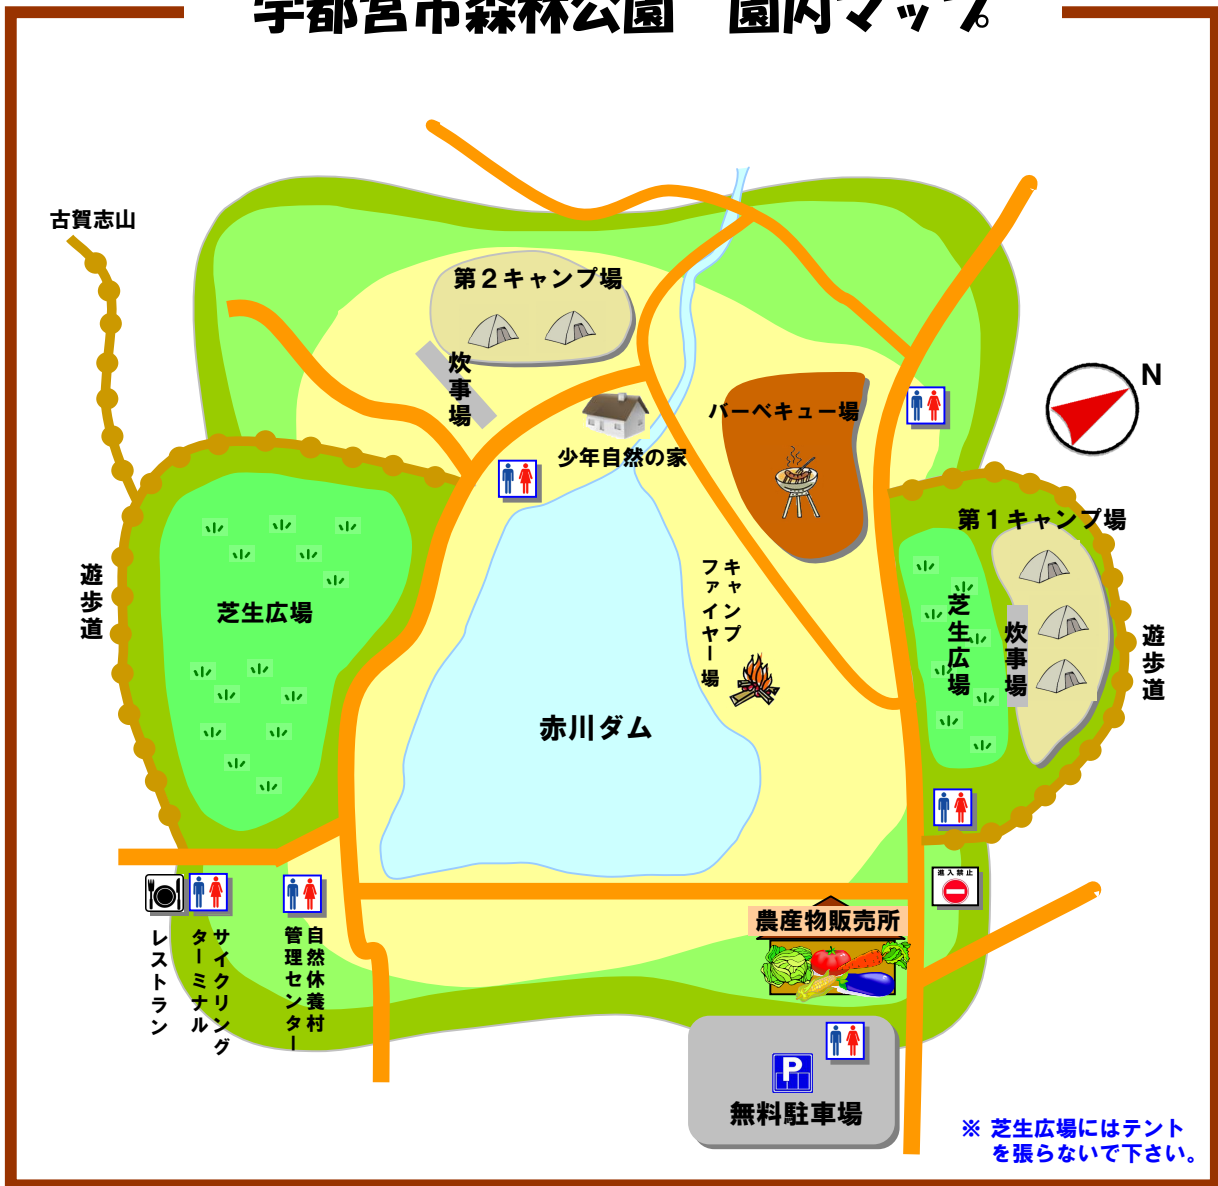 宇都宮市森林公園 園内マップ
古賀志山
第２キャンプ場
炊事場
N
バーベキュー場
少年自然の家
第１キャンプ場
キャンプ
ファイヤー場
遊歩道
芝生広場
芝生広場
炊事場
遊歩道
赤川ダム
進入禁止
農産物販売所
レストラン
サイクリング
ターミナル
自然休養村
管理センター
P
無料駐車場
※ 芝生広場にはテント
を張らないで下さい。